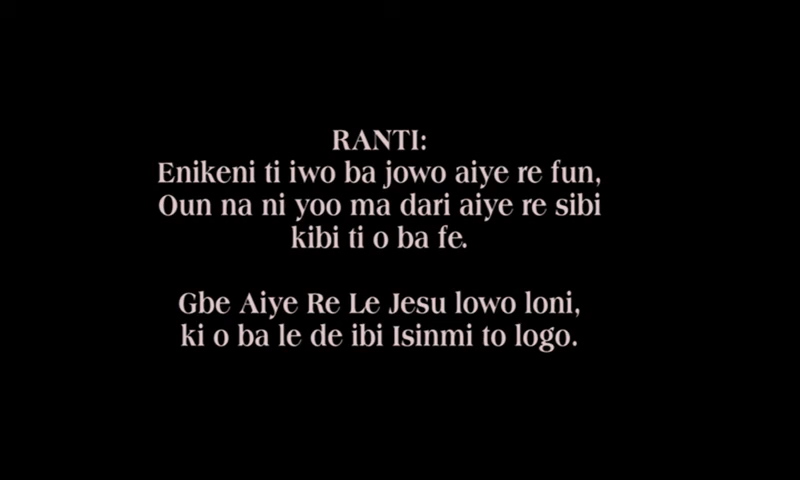 RANTI:
Enikeni ti iwo ba jowo aiye re fun,
Oun na ni yoo ma dari aiye re sibi
kibi ti o ba fe.
Gbe Aiye Re Le Jesu lowo loni,
ki o ba le de ibi Isinmi to logo.